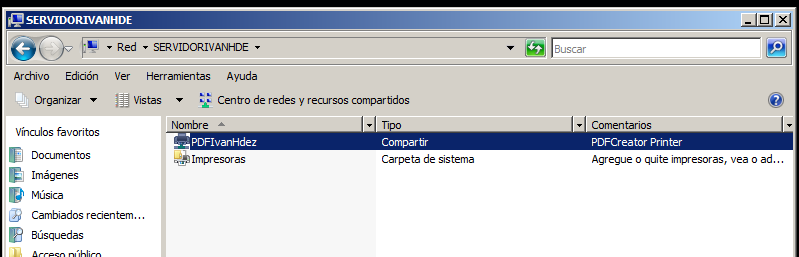 SERVIDORIVANHDE
Red SERVIDORIVANHDE
Buscar
Archivo Edición Ver Herramientas Ayuda
Organizar Vistas Centro de redes y recursos compartidos
Vínculos favoritos
Documentos
Imágenes
Música
Cambiados recientem...
Búsquedas
Acceso público
Nombre Tipo Comentarios
PDFIvanHdez Compartir PDFCreator Printer
Impresoras Carpeta de sistema Agregue o quite impresoras, vea o ad...